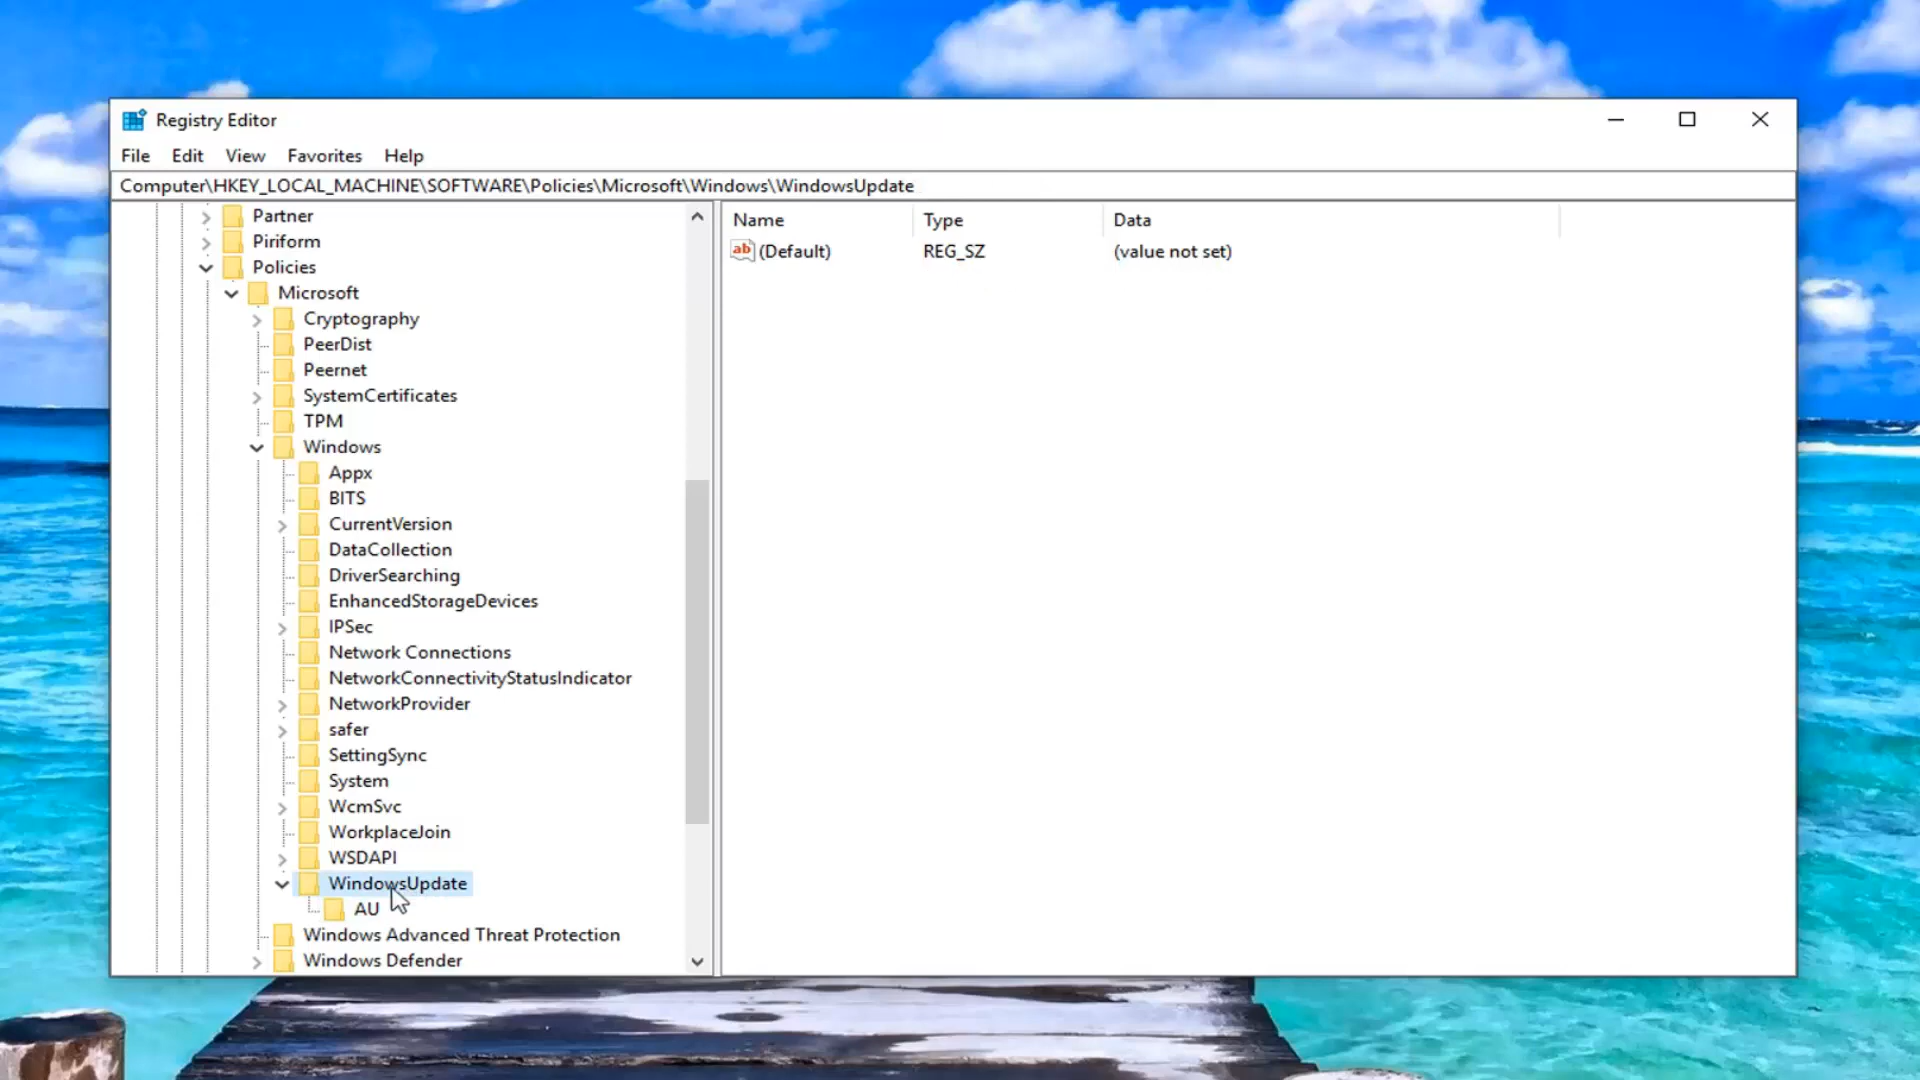 Registry Editor
File Edit View Favorites Help
Computer\HKEY_LOCAL_MACHINE\SOFTWARE\Policies\Microsoft\Windows\WindowsUpdate
Partner
Piriform
Policies
Microsoft
Cryptography
PeerDist
Peernet
SystemCertificates
TPM
Windows
Appx
BITS
CurrentVersion
DataCollection
DriverSearching
EnhancedStorageDevices
IPSec
Network Connections
NetworkConnectivityStatusIndicator
NetworkProvider
safer
SettingSync
System
WcmSvc
WorkplaceJoin
WSDAPI
WindowsUpdate
AU
Windows Advanced Threat Protection
Windows Defender
Name Type Data
ab (Default) REG_SZ (value not set)